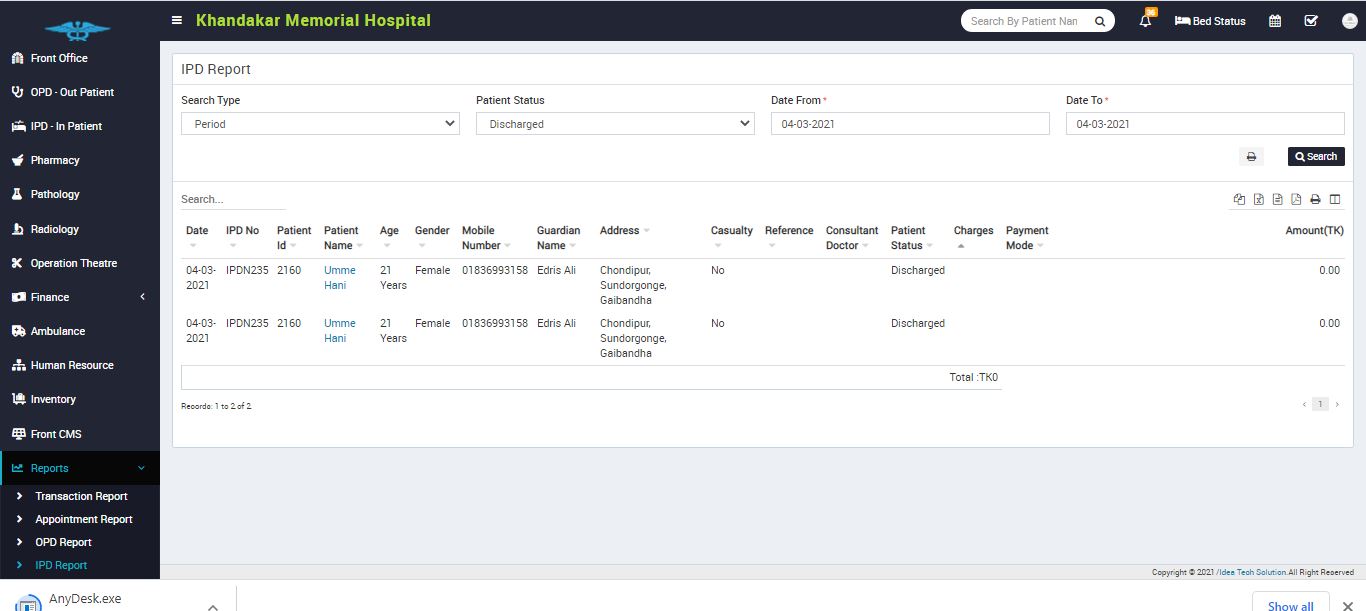 Khandakar Memorial Hospital
Search By Patient Nan
86
Bed Status
Front Office
OPD - Out Patient
IPD - In Patient
Pharmacy
Pathology
Radiology
Operation Theatre
Finance
Ambulance
Human Resource
Inventory
Front CMS
Reports
Transaction Report
Appointment Report
OPD Report
IPD Report
IPD Report
Search Type
Patient Status
Date From *
Date To *
Period
Discharged
04-03-2021
04-03-2021
Search
Search...
Date IPD No Patient Id Patient Name Age Gender Mobile Number Guardian Name Address Casualty Reference Consultant Doctor Patient Status Charges Payment Mode Amount(TK)
04-03-2021 IPDN235 2160 Umme Hani 21 Years Female 01836993158 Edris Ali Chondipur, Sundorgonge, Gaibandha No Discharged 0.00
04-03-2021 IPDN235 2160 Umme Hani 21 Years Female 01836993158 Edris Ali Chondipur, Sundorgonge, Gaibandha No Discharged 0.00
Total :TK0
Records: 1 to 2 of 2
1
Copyright © 2021 /Idea Tech Solution.All Right Reserved
AnyDesk.exe
Show all